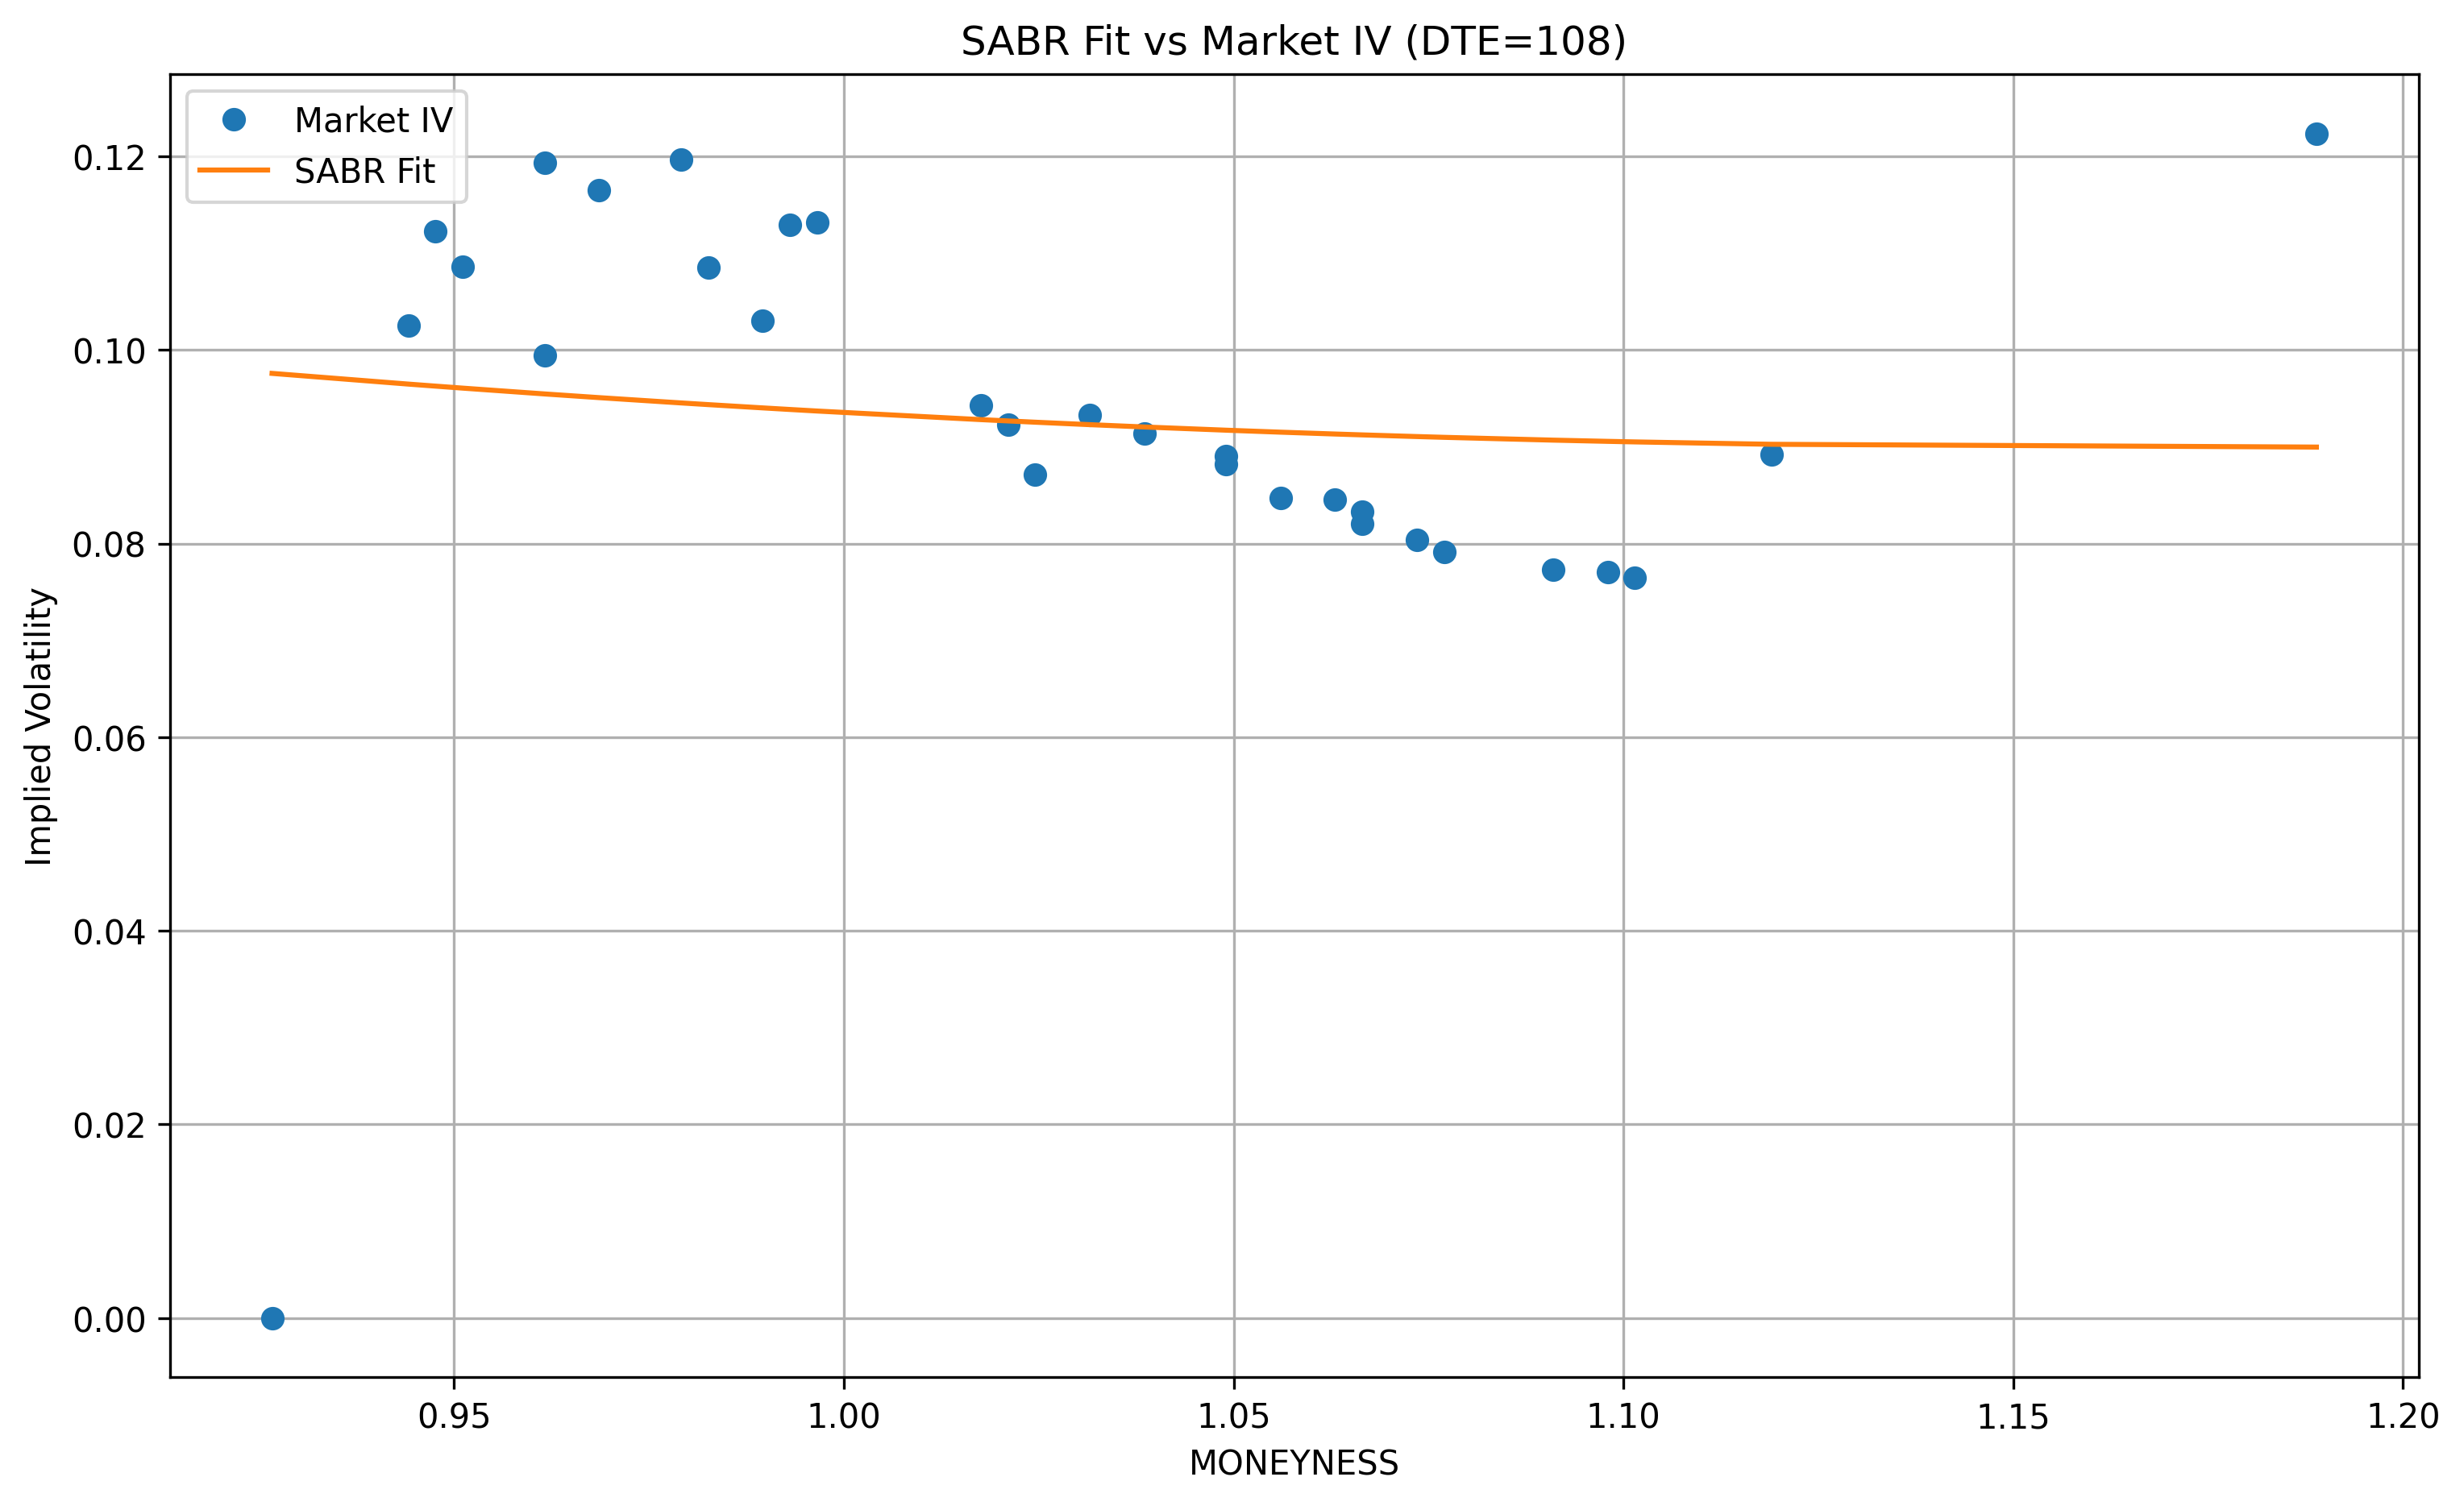 SABR Fit vs Market IV (DTE=108)
Market IV
SABR Fit
0.12
0.10
0.08
0.06
0.04
0.02
0.00
Implied Volatility
0.95 1.00 1.05 1.10 1.15 1.20
MONEYNESS